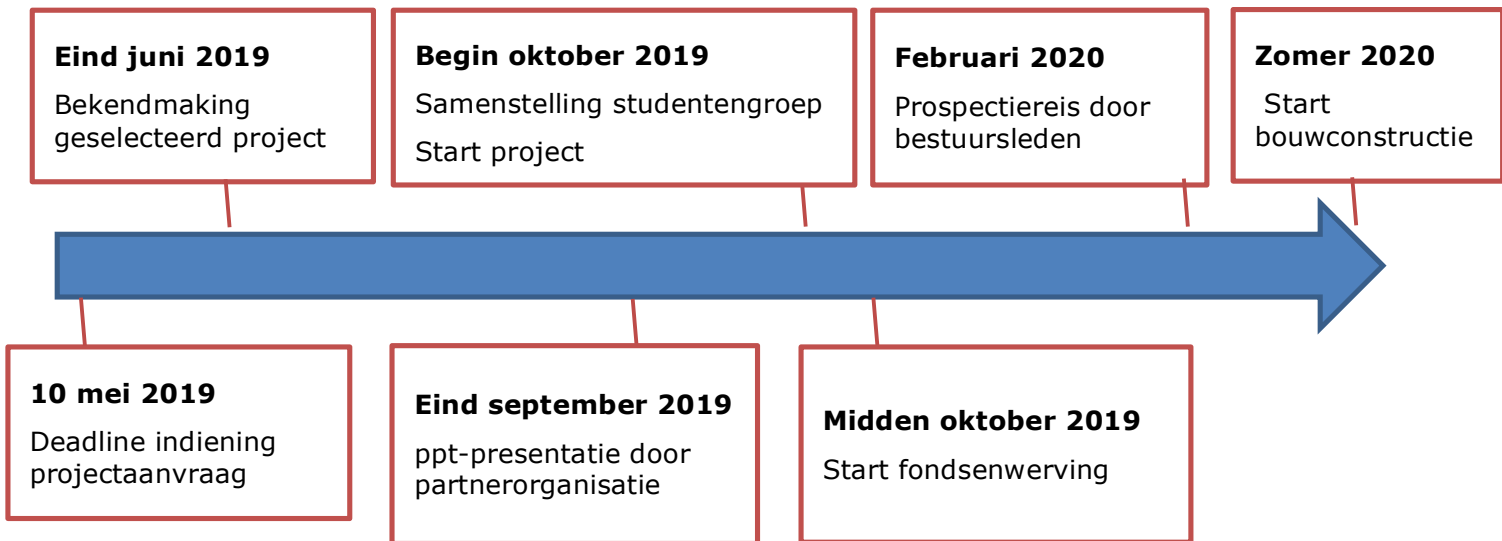 Eind juni 2019
Bekendmaking
geselecteerd project
Begin oktober 2019
Samenstelling studentengroep
Start project
Februari 2020
Prospectiereis door
bestuursleden
Zomer 2020
Start
bouwconstructie
10 mei 2019
Deadline indiening
projectaanvraag
Eind september 2019
ppt-presentatie door
partnerorganisatie
Midden oktober 2019
Start fondsenwerving